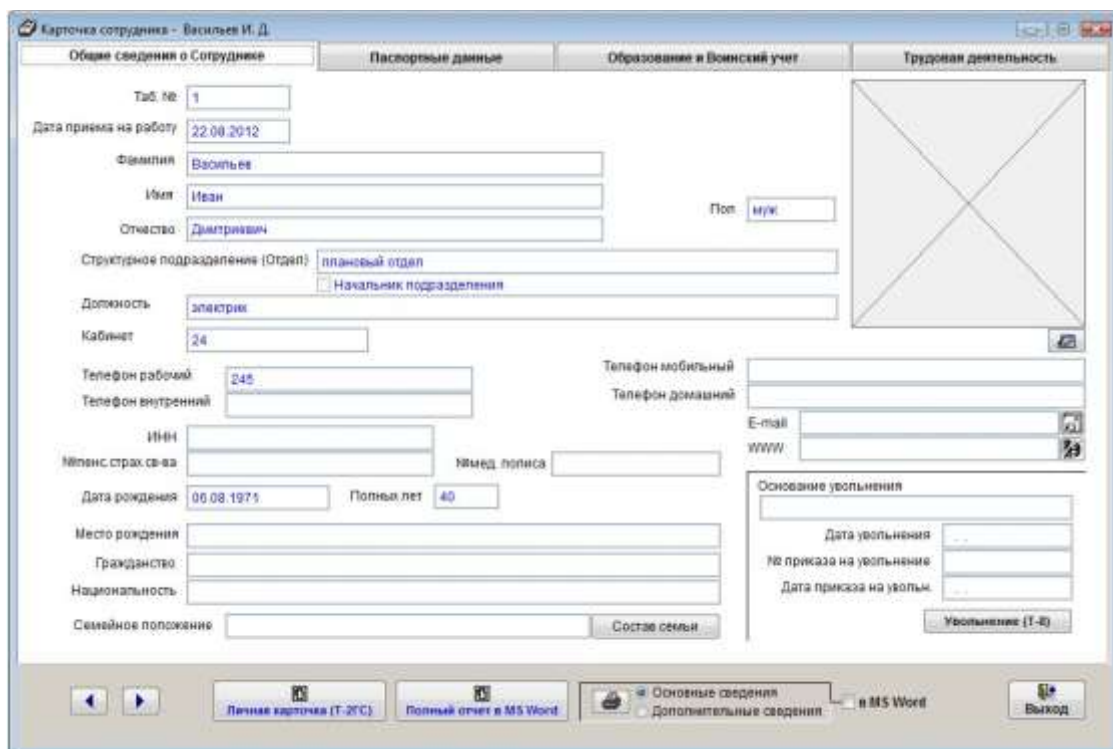 Карточка сотрудника - Васильев И. Д.
Общие сведения о Сотруднике Паспортные данные Образование и Воинский учет Трудовая деятельность
Таб. № 1
Дата приема на работу 22.08.2012
Фамилия Васильев
Имя Иван
Пол муж
Отчество Дмитриевич
Структурное подразделение (Отдел) плановый отдел
Начальник подразделения
Должность электрик
Кабинет 24
Телефон рабочий 245 Телефон мобильный
Телефон внутренний Телефон домашний
E-mail
ИНН
WWW
№пенс.страх.св-ва №мед. полиса
Основание увольнения
Дата рождения 06.08.1971 Полных лет 40
Место рождения Дата увольнения . .
Гражданство № приказа на увольнение
Национальность Дата приказа на увольн. . .
Семейное положение Состав семьи Увольнение (Т-8)
Личная карточка (Т-2ГС) Полный отчет в MS Word Основные сведения
Дополнительные сведения в MS Word Выход